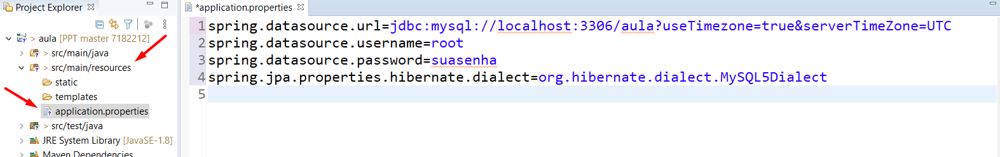 Project Explorer
> aula [PPT master 7182212]
> src/main/java
> src/main/resources
static
templates
application.properties
> src/test/java
JRE System Library [JavaSE-1.8]
Maven Dependencies
*application.properties
1 spring.datasource.url=jdbc:mysql://localhost:3306/aula?useTimezone=true&serverTimeZone=UTC
2 spring.datasource.username=root
3 spring.datasource.password=suasenha
4 spring.jpa.properties.hibernate.dialect=org.hibernate.dialect.MySQL5Dialect
5